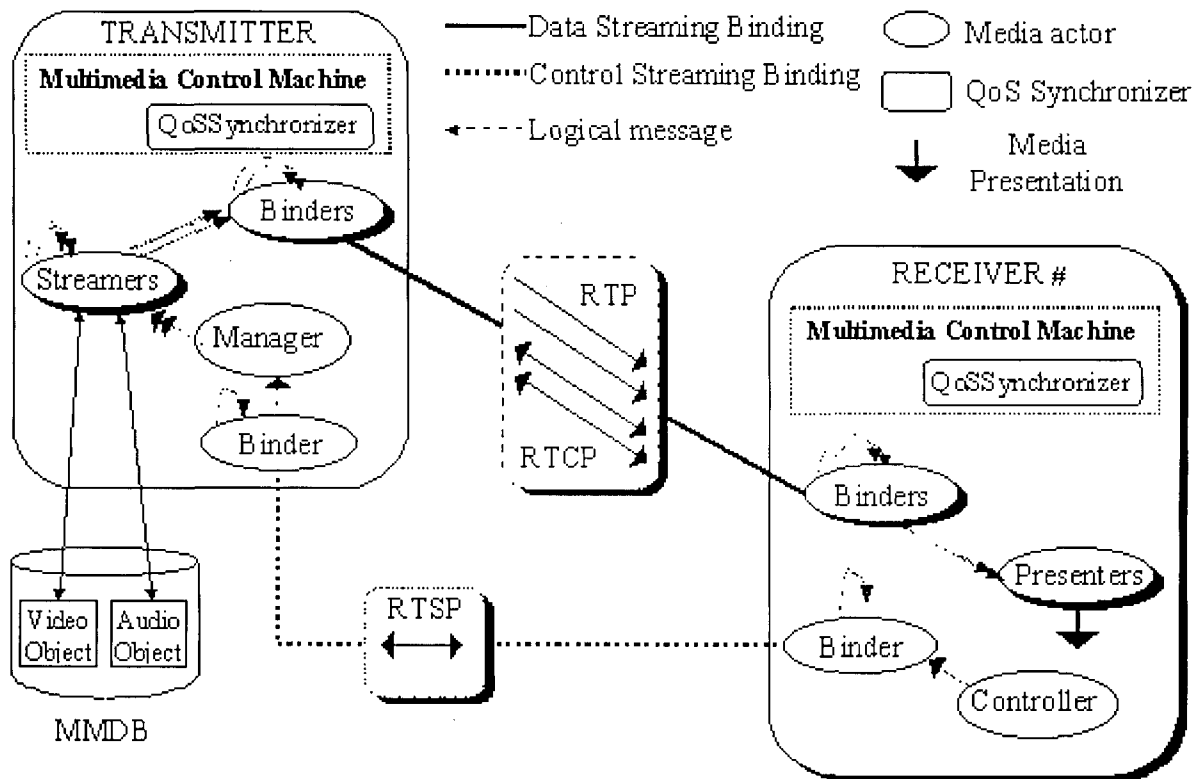 TRANSMITTER
Multimedia Control Machine
QoSSynchronizer
Binders
Streamers
Manager
Binder
Video
Object
Audio
Object
MMDB
Data Streaming Binding
Control Streaming Binding
Logical message
Media actor
QoS Synchronizer
Media
Presentation
RTP
RTCP
RTSP
RECEIVER #
Multimedia Control Machine
QoSSynchronizer
Binders
Presenters
Binder
Controller